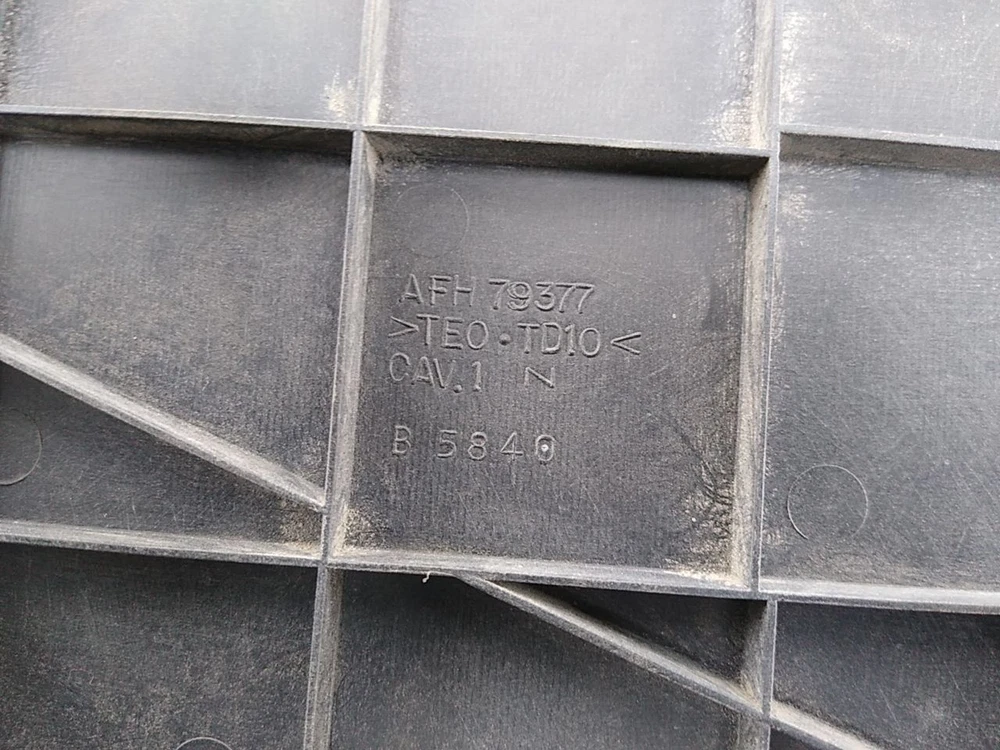 AFH 79377
>TEO·TD10<
CAV.1 N
B 5840